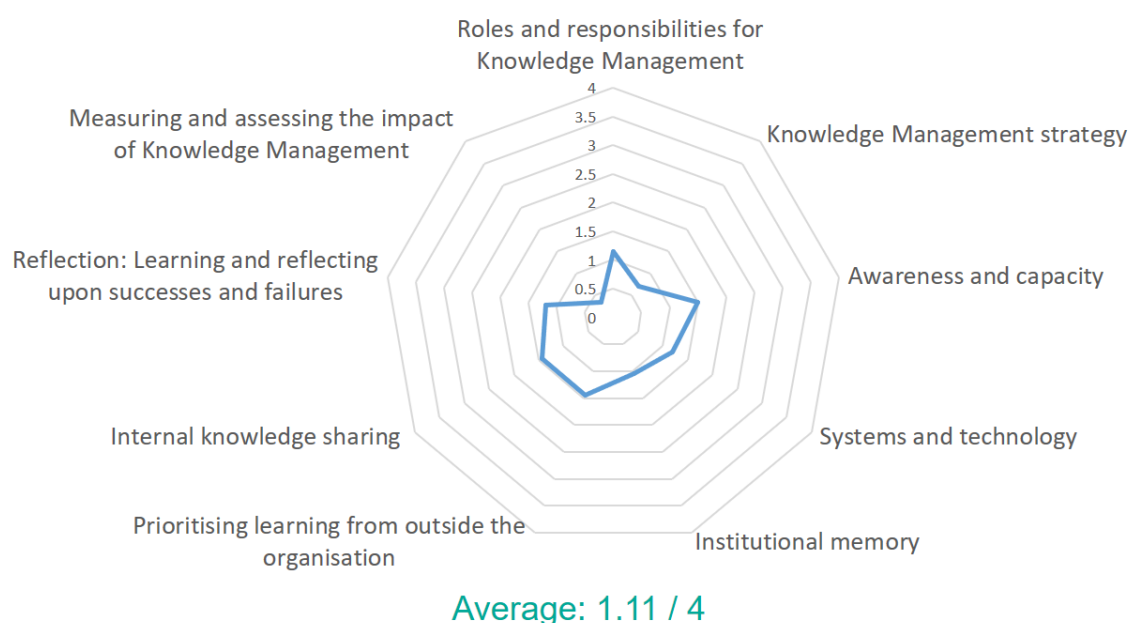 Roles and responsibilities for
Knowledge Management
4
3.5
3
2.5
2
1.5
1
0.5
0
Measuring and assessing the impact
of Knowledge Management
Knowledge Management strategy
Reflection: Learning and reflecting
upon successes and failures
Awareness and capacity
Internal knowledge sharing
Systems and technology
Prioritising learning from outside the
organisation
Institutional memory
Average: 1.11 / 4